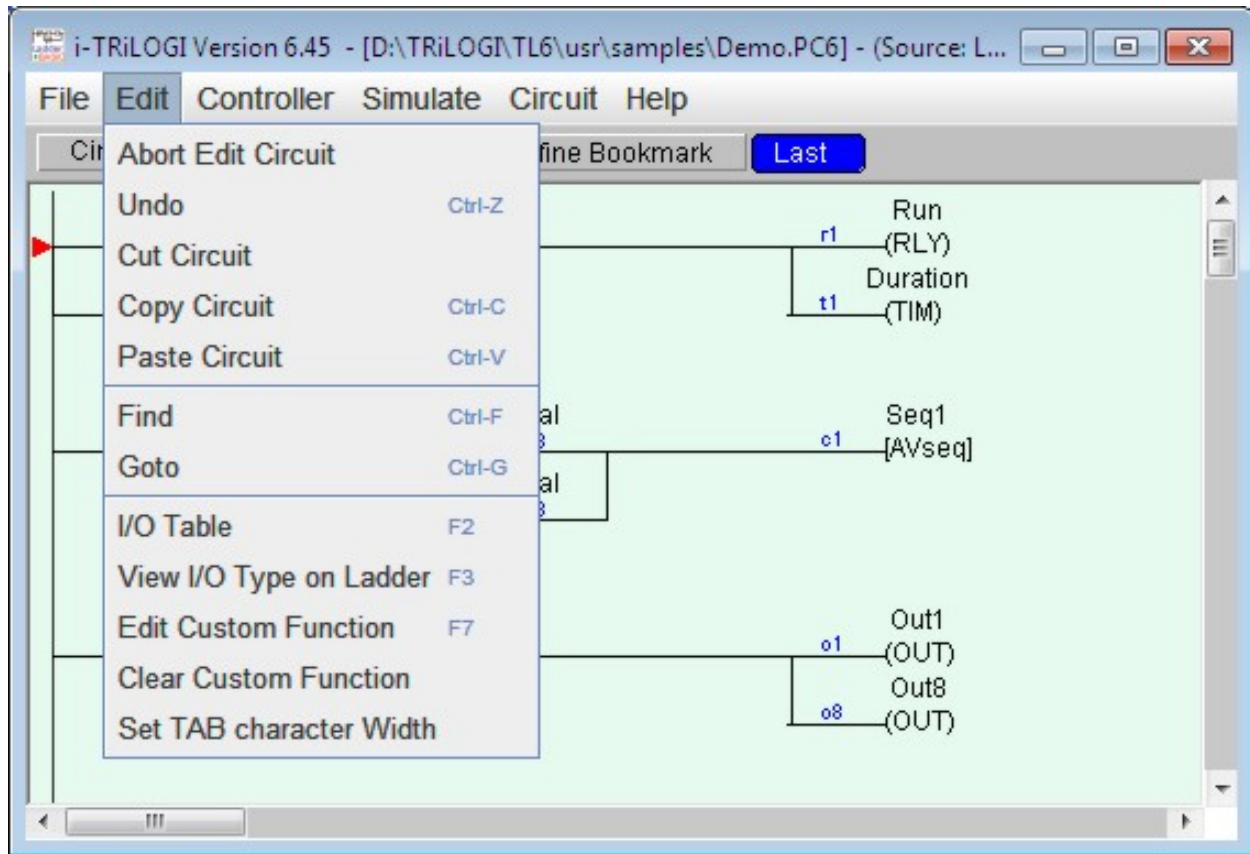 i-TRiLOGI Version 6.45 - [D:\TRiLOGI\TL6\usr\samples\Demo.PC6] - (Source: L...
File Edit Controller Simulate Circuit Help
Cir
fine Bookmark Last
Abort Edit Circuit
Undo Ctrl-Z
Cut Circuit
Copy Circuit Ctrl-C
Paste Circuit Ctrl-V
Find Ctrl-F
Goto Ctrl-G
I/O Table F2
View I/O Type on Ladder F3
Edit Custom Function F7
Clear Custom Function
Set TAB character Width
Run
r1 (RLY)
Duration
t1 (TIM)
al Seq1
c1 [AVseq]
al
Out1
o1 (OUT)
Out8
o8 (OUT)